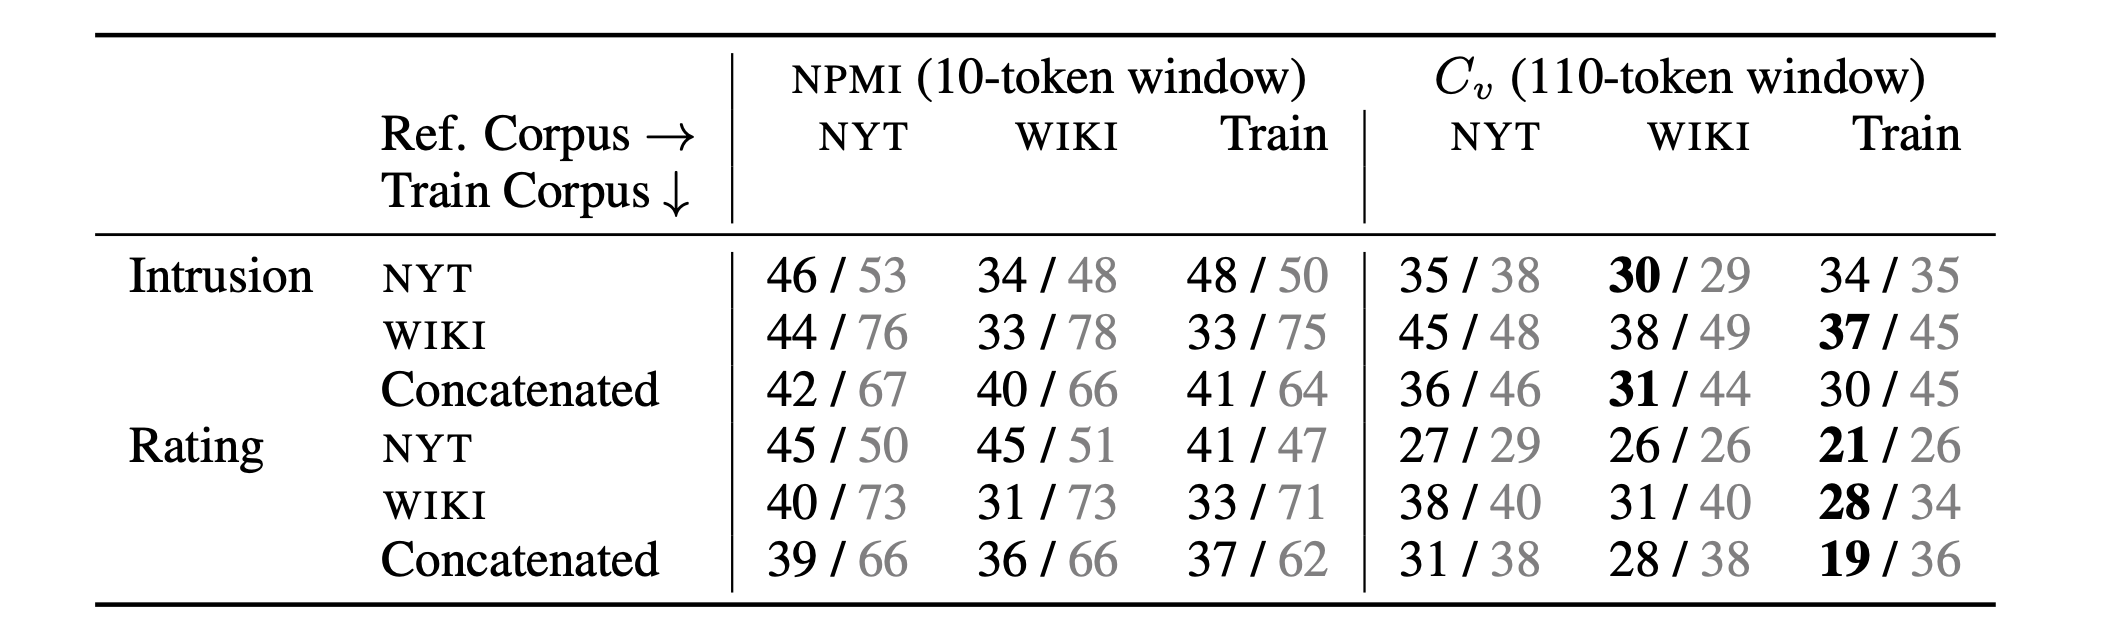 NPMI (10-token window) Cv (110-token window)
Ref. Corpus → NYT WIKI Train NYT WIKI Train
Train Corpus ↓
Intrusion NYT 46 / 53 34 / 48 48 / 50 35 / 38 30 / 29 34 / 35
WIKI 44 / 76 33 / 78 33 / 75 45 / 48 38 / 49 37 / 45
Concatenated 42 / 67 40 / 66 41 / 64 36 / 46 31 / 44 30 / 45
Rating NYT 45 / 50 45 / 51 41 / 47 27 / 29 26 / 26 21 / 26
WIKI 40 / 73 31 / 73 33 / 71 38 / 40 31 / 40 28 / 34
Concatenated 39 / 66 36 / 66 37 / 62 31 / 38 28 / 38 19 / 36